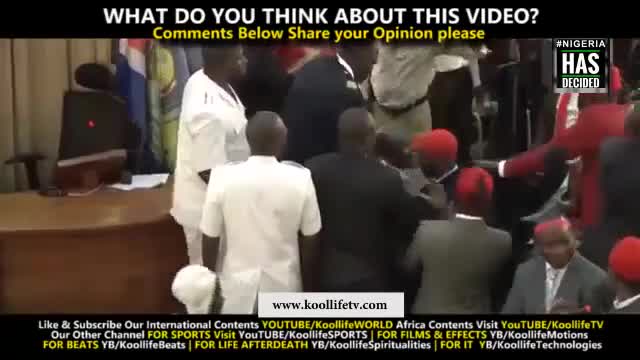 WHAT DO YOU THINK ABOUT THIS VIDEO?
Comments Below Share your Opinion please
#NIGERIA
HAS
DECIDED
www.koollifetv.com
Like & Subscribe Our International Contents YOUTUBE/KoollifeWORLD Africa Contents Visit YouTUBE/KoollifeTV
Our Other Channel FOR SPORTS Visit YouTUBE/KoollifeSPORTS | FOR FILMS & EFFECTS YB/KoollifeMotions
FOR BEATS YB/KoollifeBeats | FOR LIFE AFTERDEATH YB/KoollifeSpiritualities | FOR IT YB/KoollifeTechnologies